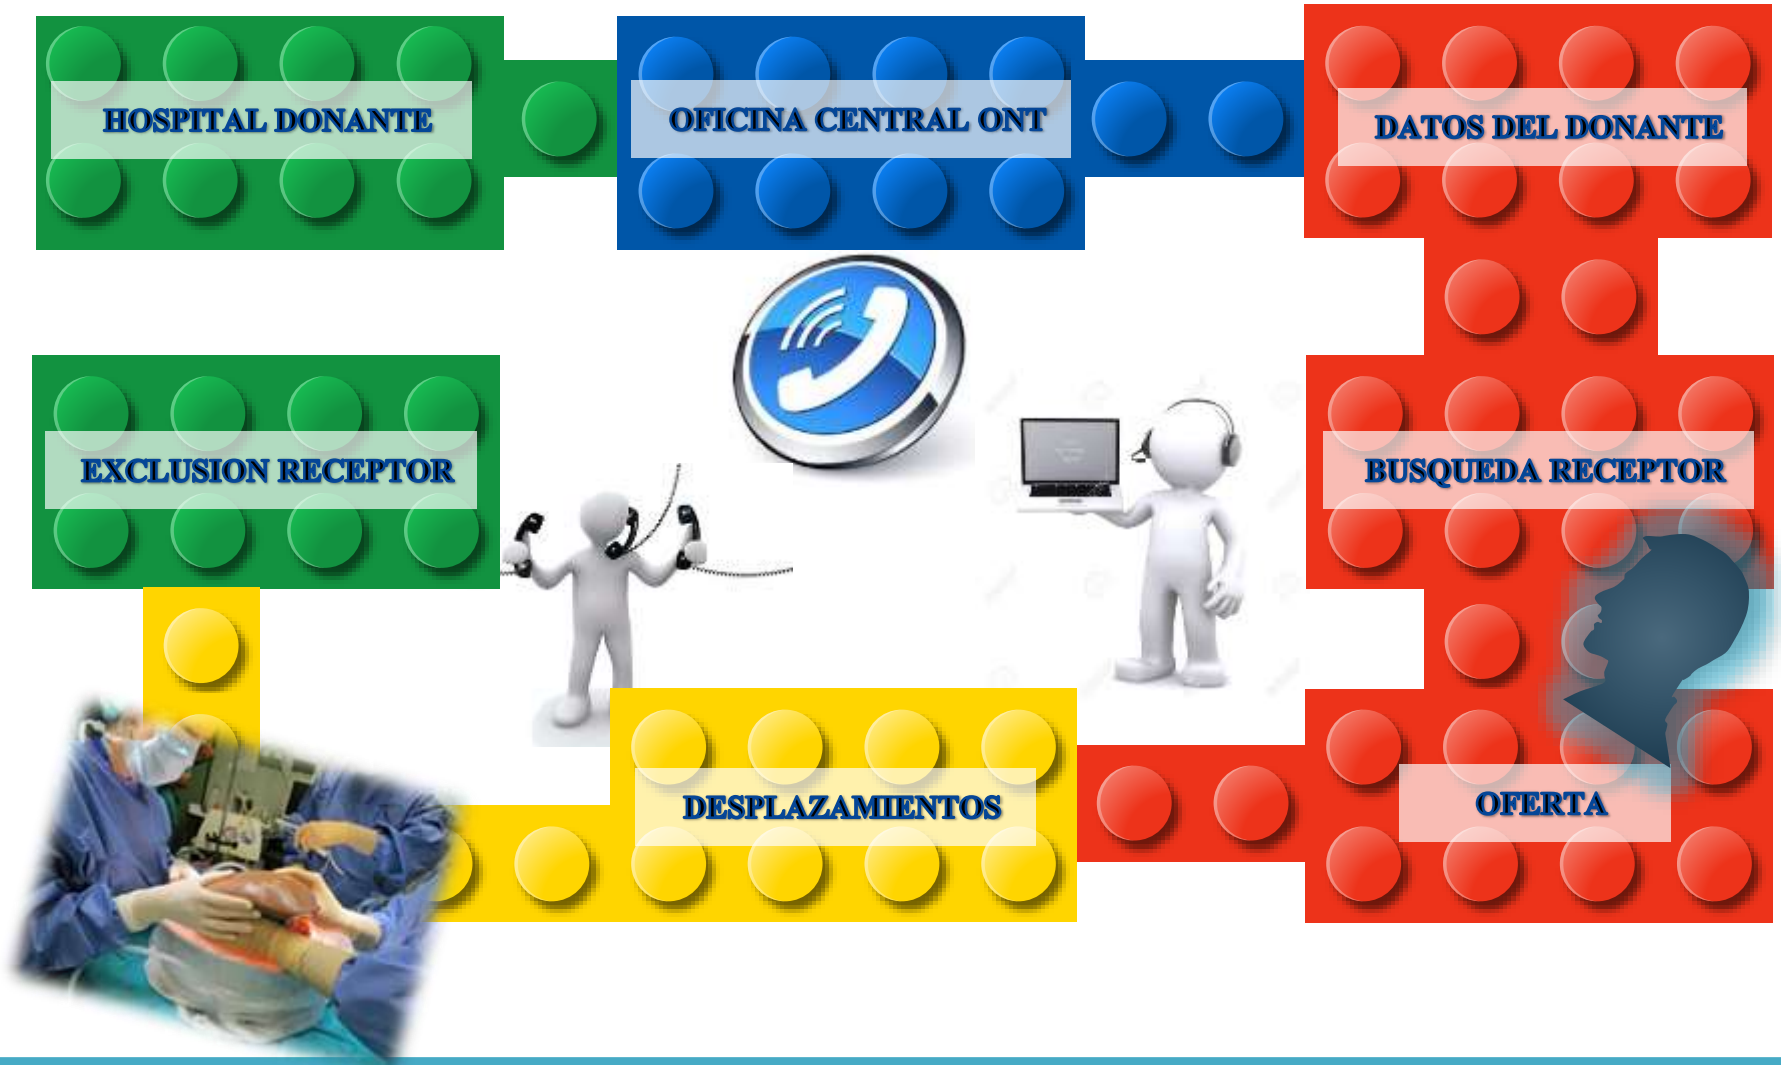 HOSPITAL DONANTE
OFICINA CENTRAL ONT
DATOS DEL DONANTE
EXCLUSION RECEPTOR
BUSQUEDA RECEPTOR
DESPLAZAMIENTOS
OFERTA